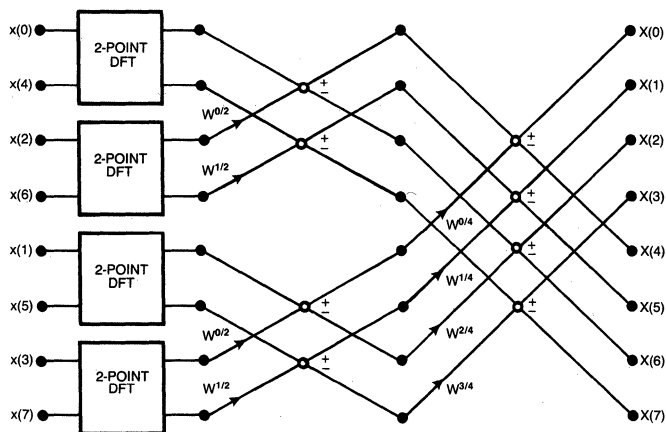 x(0)
2-POINT
DFT
X(0)
x(4)
+
−
X(1)
W0/2
x(2)
2-POINT
DFT
+
−
+
−
X(2)
W1/2
x(6)
+
−
X(3)
W0/4
x(1)
2-POINT
DFT
+
−
X(4)
W1/4
x(5)
+
−
+
−
X(5)
W0/2
W2/4
x(3)
2-POINT
DFT
+
−
X(6)
W1/2
W3/4
x(7)
X(7)